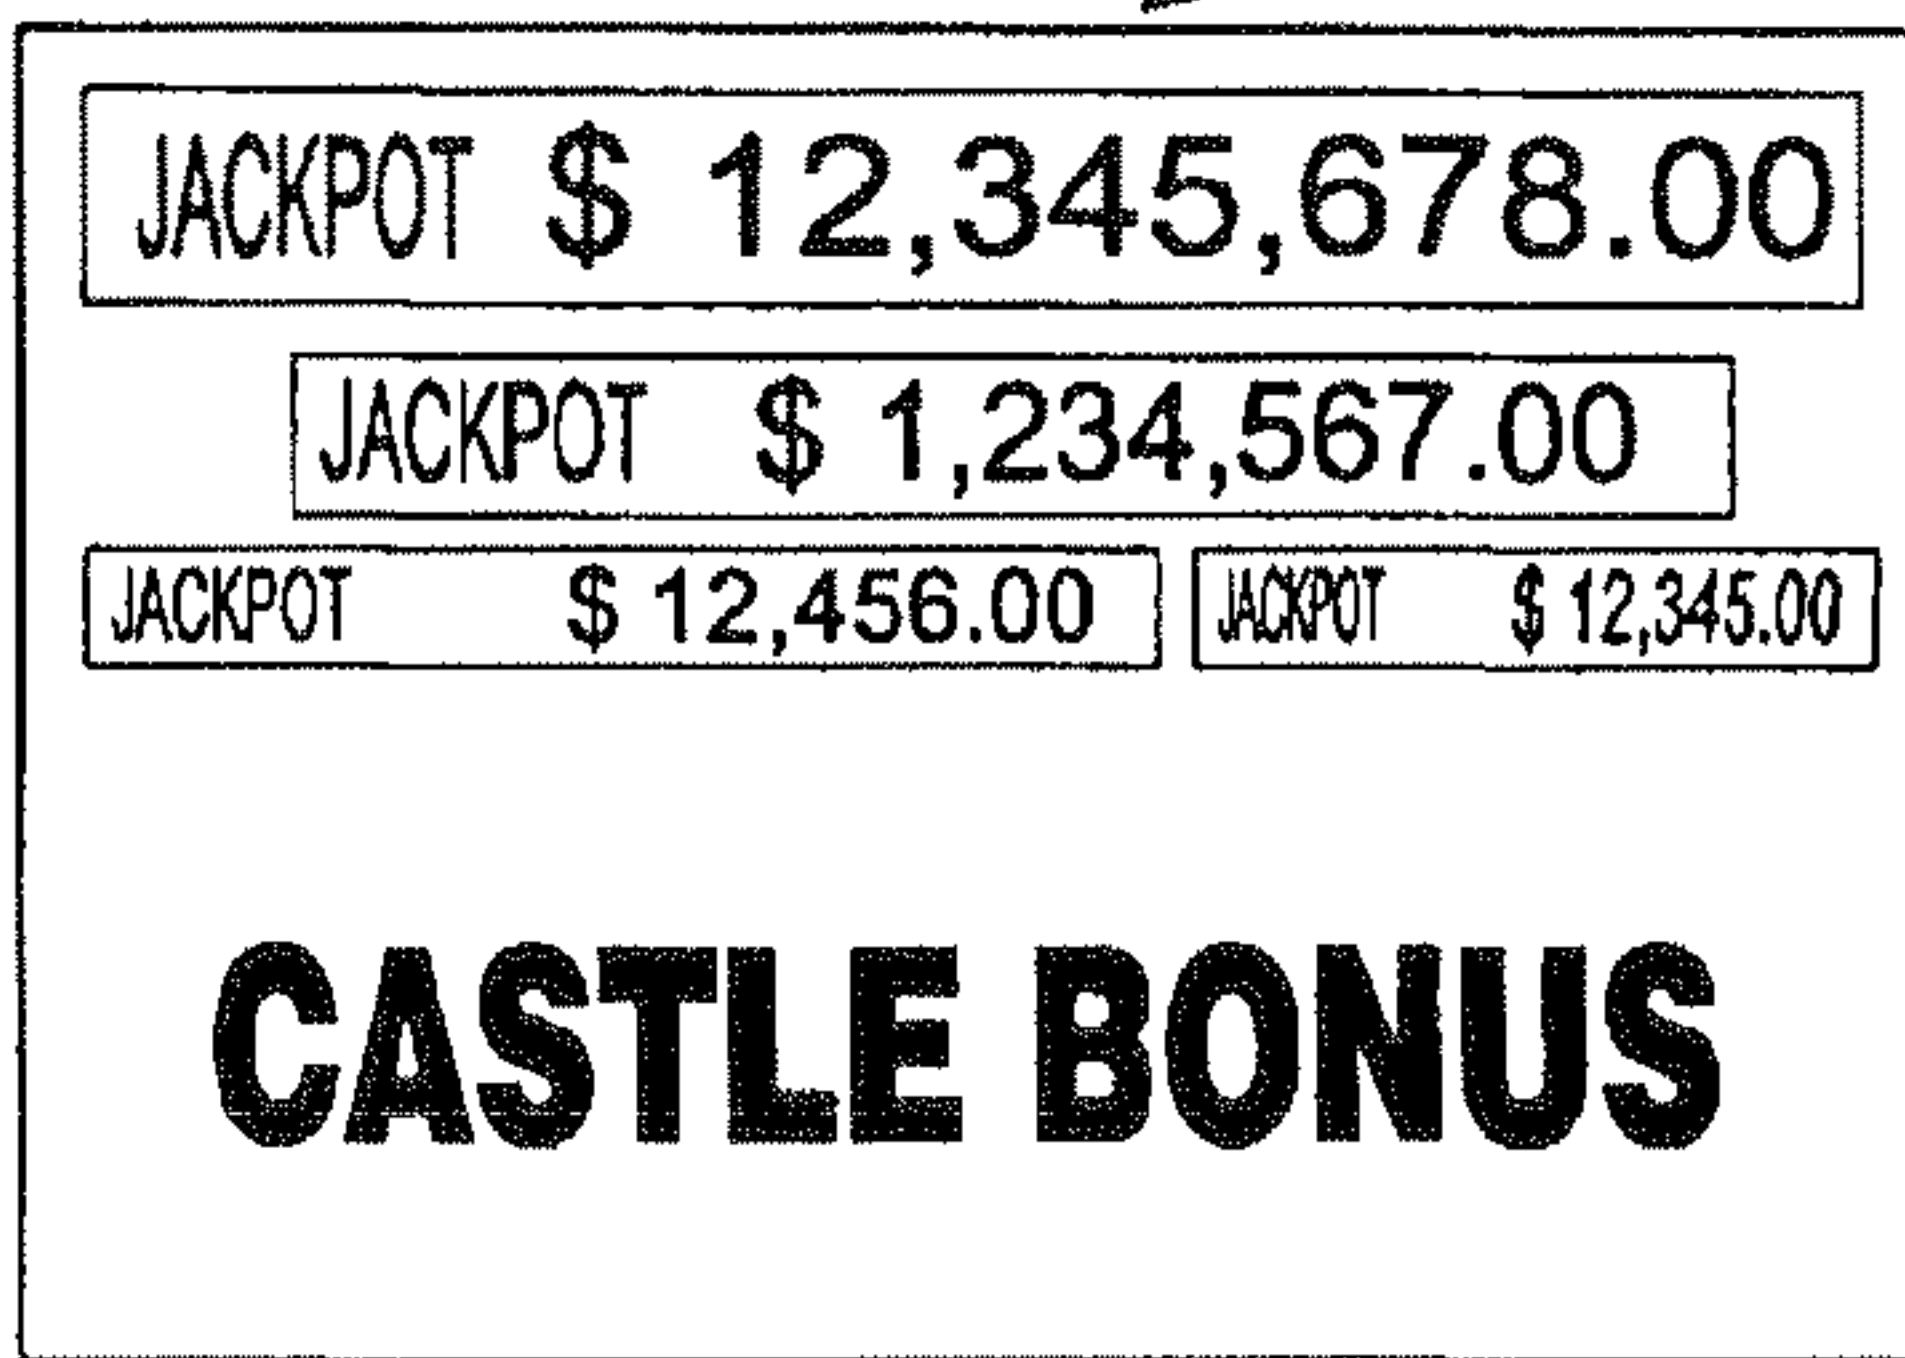 JACKPOT $ 12,345,678.00
JACKPOT $ 1,234,567.00
JACKPOT $ 12,456.00 JACKPOT $ 12,345.00
CASTLE BONUS